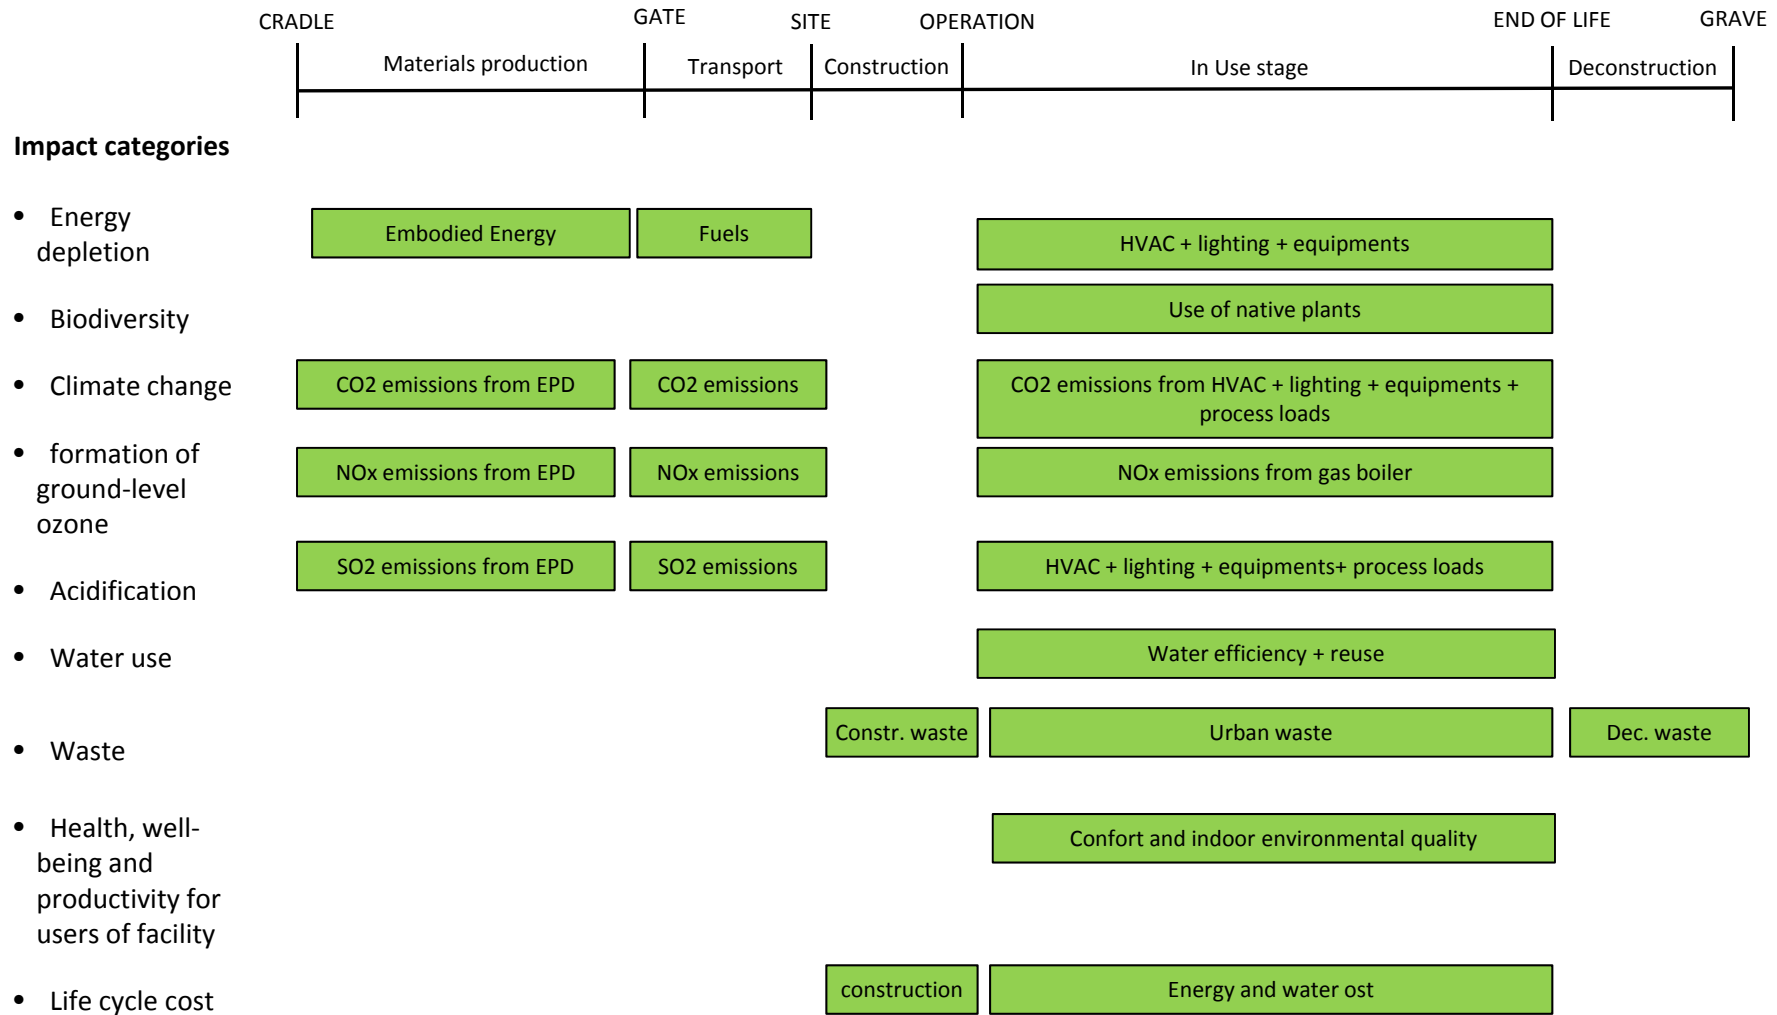 CRADLE
GATE
SITE
OPERATION
END OF LIFE
GRAVE
Materials production
Transport
Construction
In Use stage
Deconstruction
Impact categories
• Energy
depletion
Embodied Energy
Fuels
HVAC + lighting + equipments
• Biodiversity
Use of native plants
• Climate change
CO2 emissions from EPD
CO2 emissions
CO2 emissions from HVAC + lighting + equipments +
process loads
• formation of
ground-level
ozone
NOx emissions from EPD
NOx emissions
NOx emissions from gas boiler
• Acidification
SO2 emissions from EPD
SO2 emissions
HVAC + lighting + equipments+ process loads
• Water use
Water efficiency + reuse
• Waste
Constr. waste
Urban waste
Dec. waste
• Health, well-
being and
productivity for
users of facility
Confort and indoor environmental quality
• Life cycle cost
construction
Energy and water ost